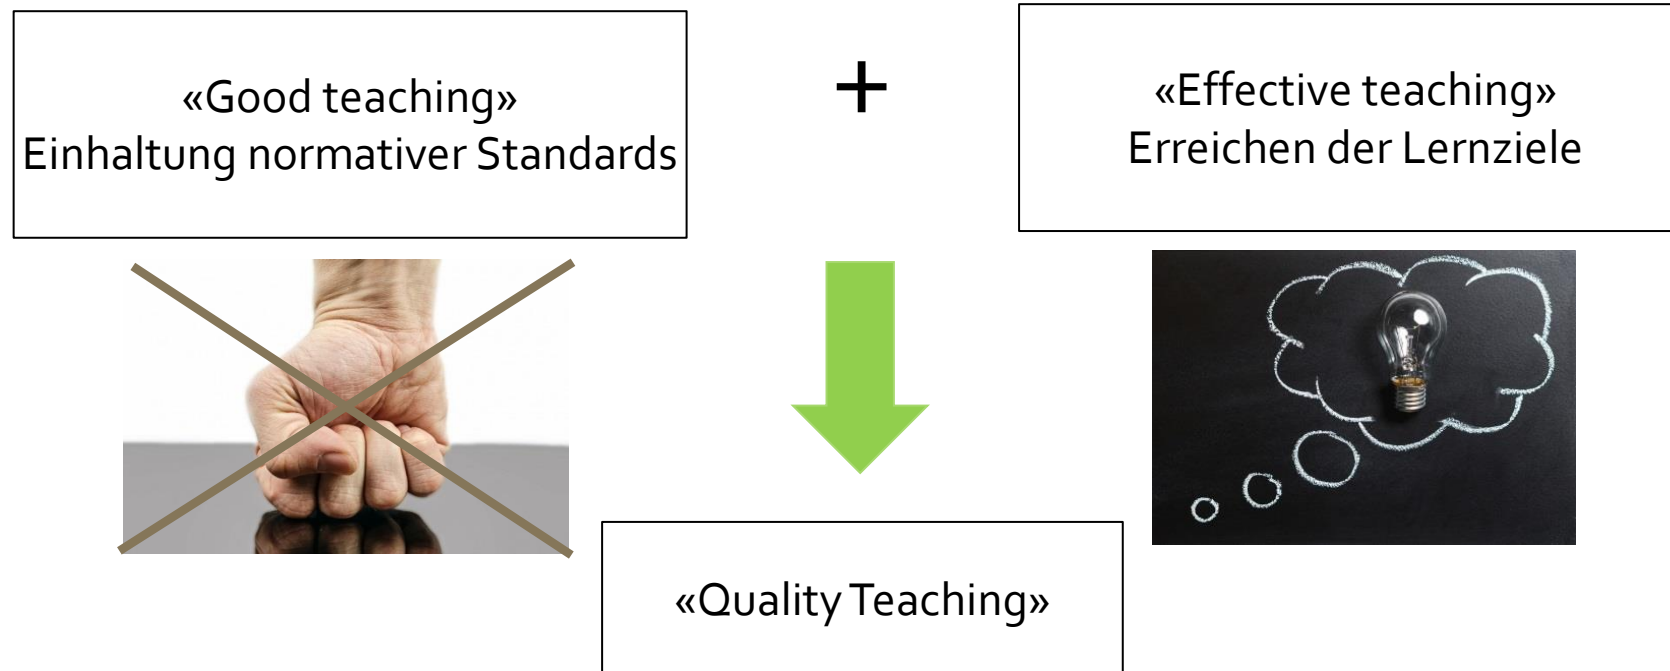 «Good teaching»
Einhaltung normativer Standards
+
«Effective teaching»
Erreichen der Lernziele
«Quality Teaching»